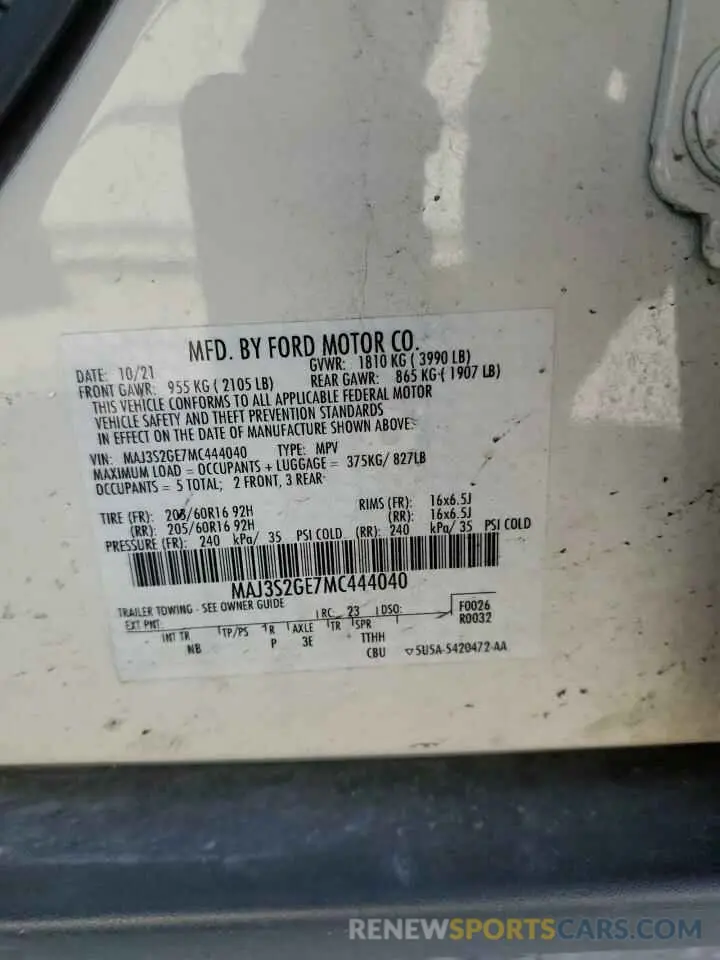 MFD. BY FORD MOTOR CO.
DATE: 10/21 GVWR: 1810 KG ( 3990 LB)
FRONT GAWR: 955 KG ( 2105 LB) REAR GAWR: 865 KG ( 1907 LB)
THIS VEHICLE CONFORMS TO ALL APPLICABLE FEDERAL MOTOR
VEHICLE SAFETY AND THEFT PREVENTION STANDARDS
IN EFFECT ON THE DATE OF MANUFACTURE SHOWN ABOVE.
VIN: MAJ3S2GE7MC444040 TYPE: MPV
MAXIMUM LOAD = OCCUPANTS + LUGGAGE = 375KG/ 827LB
OCCUPANTS = 5 TOTAL; 2 FRONT, 3 REAR
TIRE (FR): 205/60R16 92H RIMS (FR): 16x6.5J
(RR): 205/60R16 92H (RR): 16x6.5J
PRESSURE (FR): 240 kPa/ 35 PSI COLD (RR): 240 kPa/ 35 PSI COLD
MAJ3S2GE7MC444040
TRAILER TOWING - SEE OWNER GUIDE
EXT PNT: RC: 23 DSO: F0026
R0032
INT TR TP/PS R AXLE TR SPR
NB P 3E TTHH
CBU 5U5A-S420472-AA
RENEWSPORTSCARS.COM